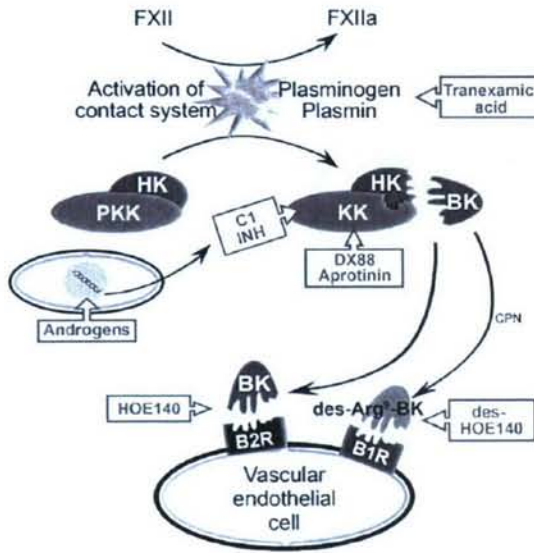 FXII FXIIa
Activation of
contact system
Plasminogen
Plasmin
Tranexamic
acid
HK
PKK
HK
KK
BK
C1
INH
DX88
Aprotinin
Androgens
CPN
HOE140
BK
B2R
des-Arg⁹-BK
B1R
des-
HOE140
Vascular
endothelial
cell